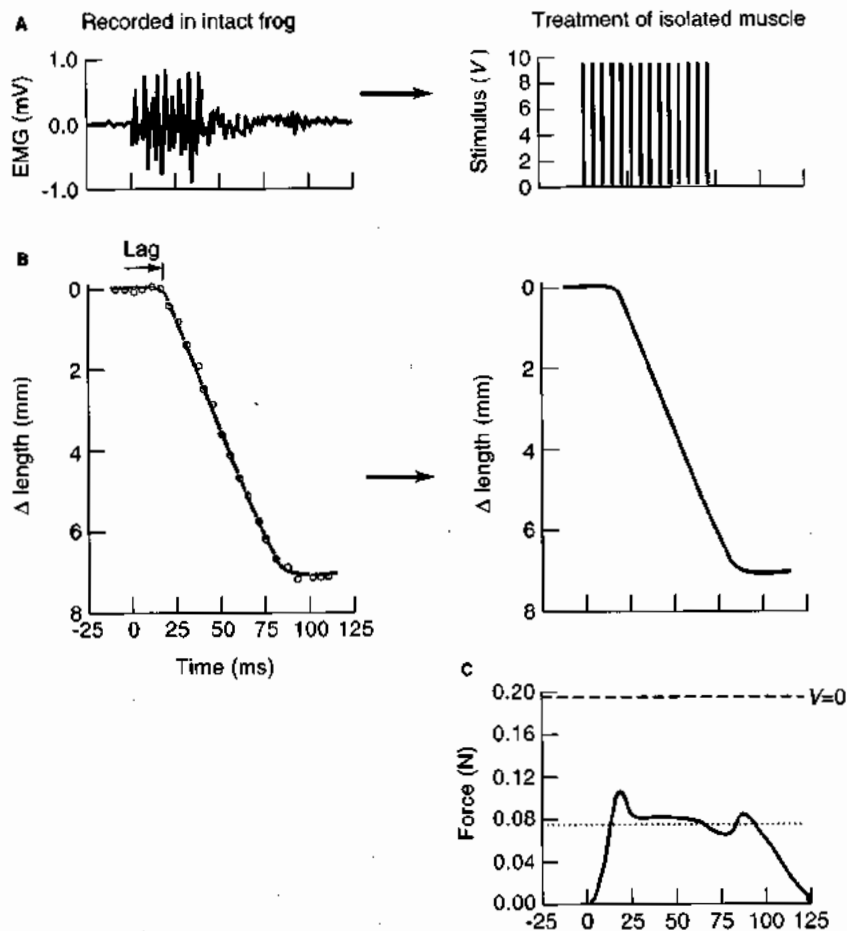 A Recorded in intact frog
Treatment of isolated muscle
EMG (mV)
1.0
0.0
-1.0
Stimulus (V)
10
8
6
4
2
0
B
Lag
Δ length (mm)
0
2
4
6
8
-25 0 25 50 75 100 125
Time (ms)
Δ length (mm)
0
2
4
6
8
C
Force (N)
0.20
0.16
0.12
0.08
0.04
0.00
V=0
-25 0 25 50 75 100 125